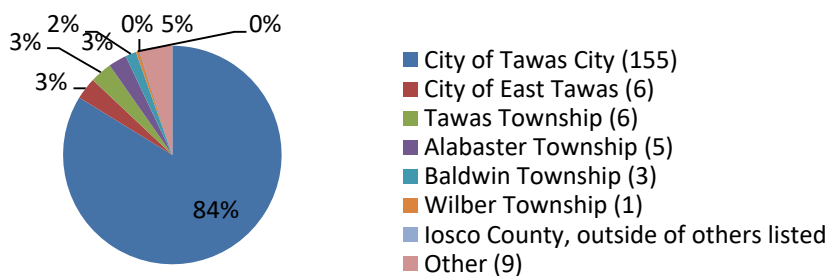 2% 0% 5% 0%
3% 3%
3%
84%
City of Tawas City (155)
City of East Tawas (6)
Tawas Township (6)
Alabaster Township (5)
Baldwin Township (3)
Wilber Township (1)
Iosco County, outside of others listed
Other (9)